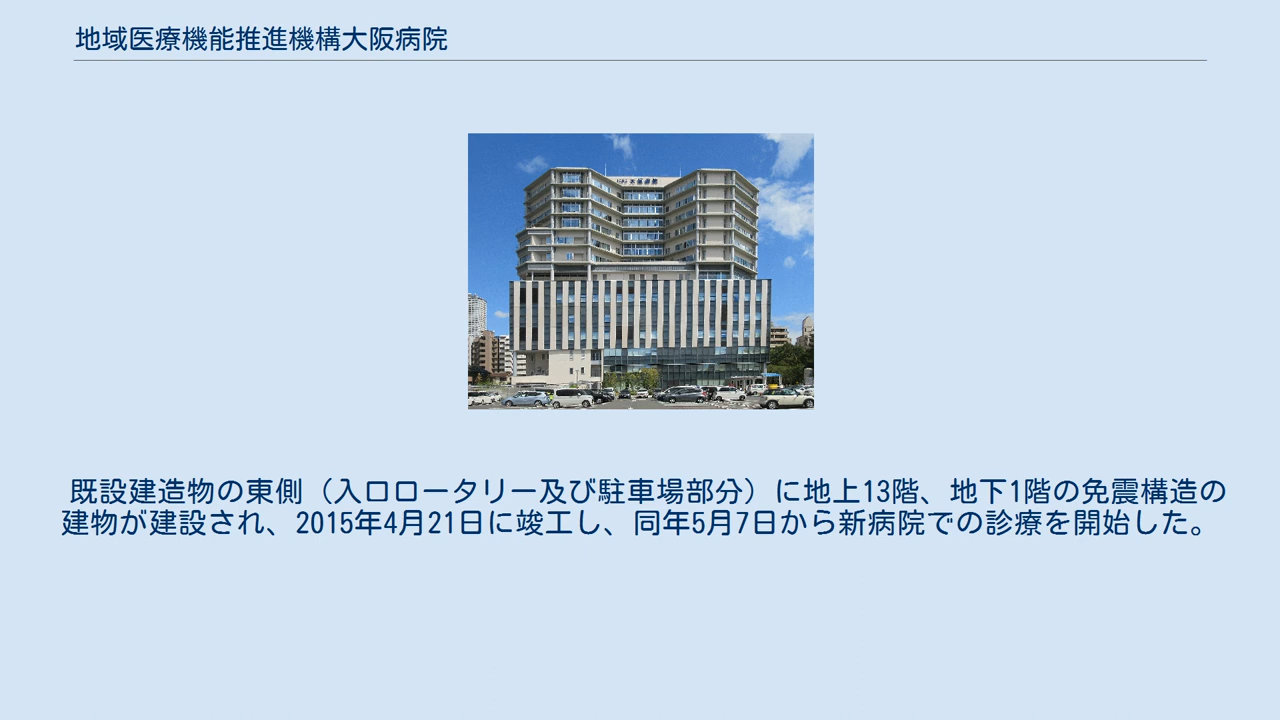 地域医療機能推進機構大阪病院
既設建造物の東側（入口ロータリー及び駐車場部分）に地上13階、地下1階の免震構造の
建物が建設され、2015年4月21日に竣工し、同年5月7日から新病院での診療を開始した。